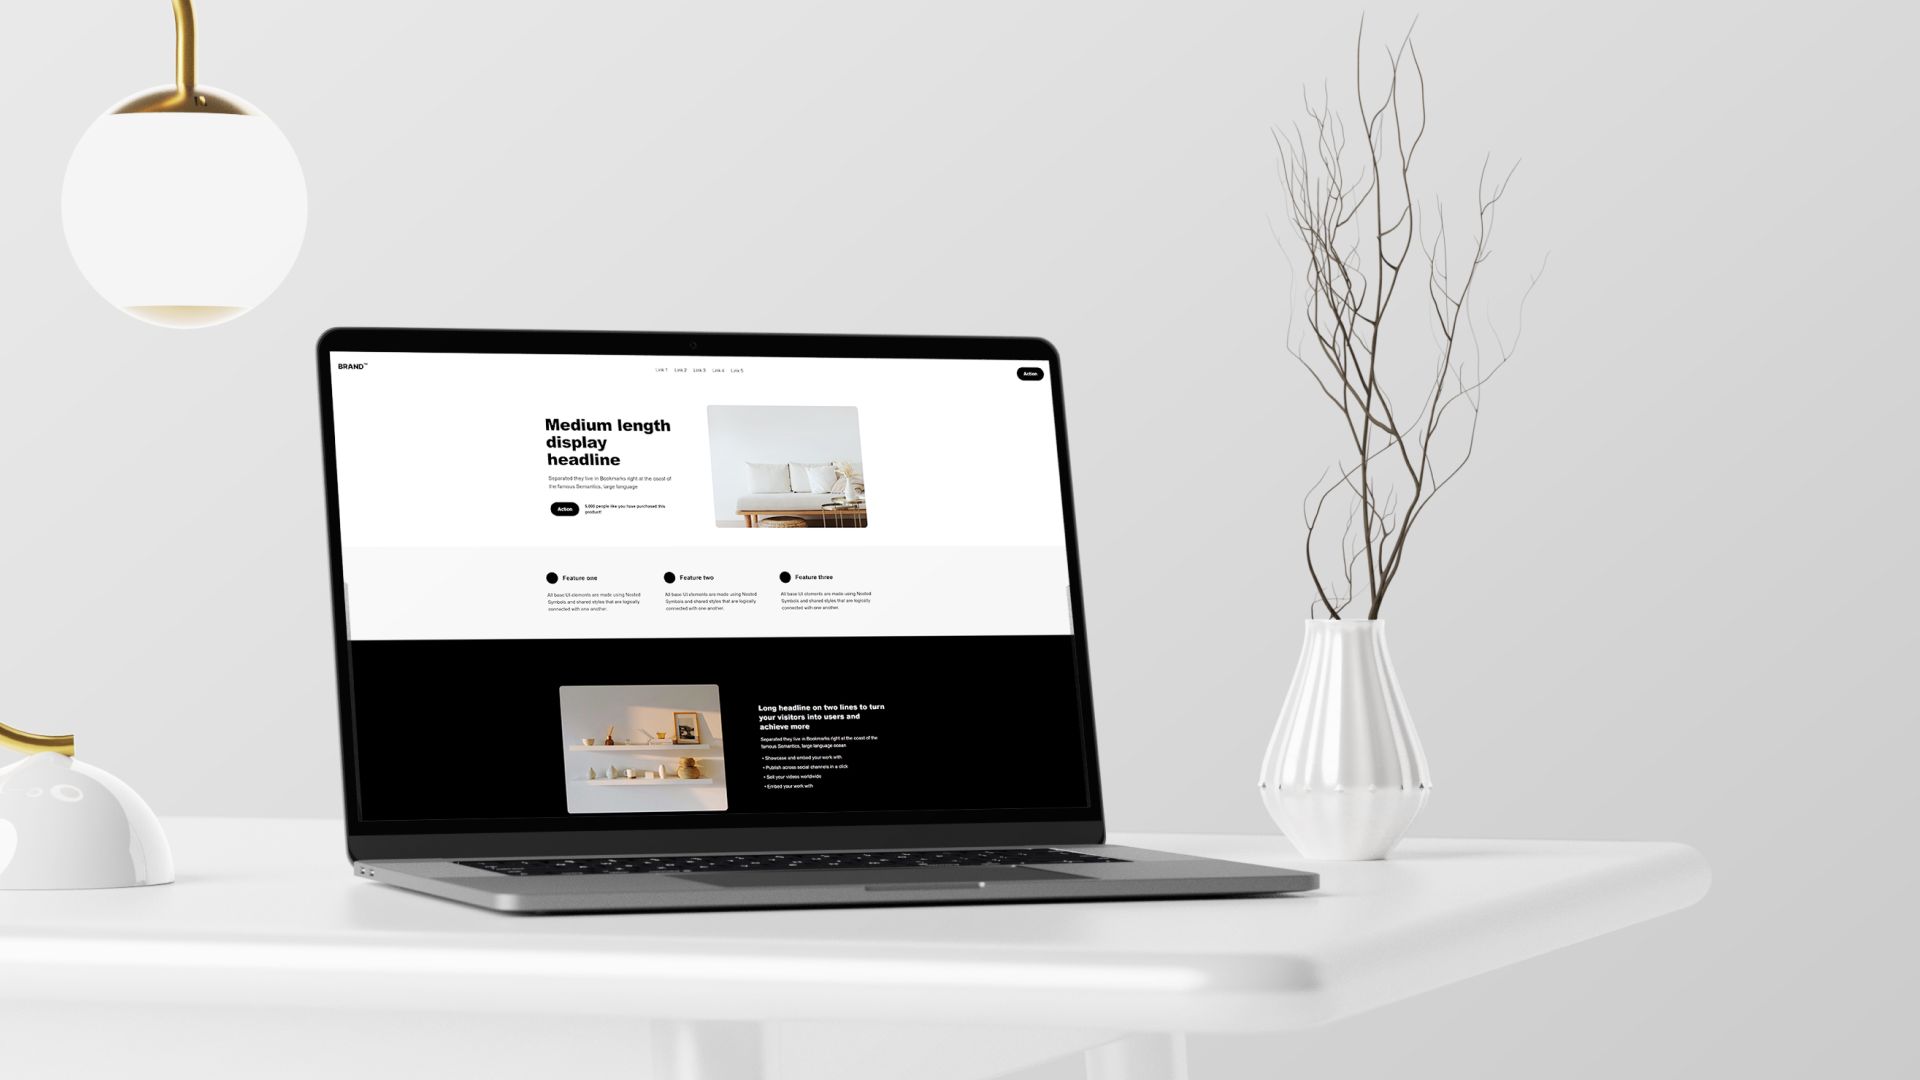 BRAND™
Link 1 Link 2 Link 3 Link 4 Link 5
Action
Medium length
display
headline
Separated they live in Bookmarks right at the coast of
the famous Semantics, large language
Action
5,000 people like you have purchased this
product!
Feature one
All base UI elements are made using Nested
Symbols and shared styles that are logically
connected with one another.
Feature two
All base UI elements are made using Nested
Symbols and shared styles that are logically
connected with one another.
Feature three
All base UI elements are made using Nested
Symbols and shared styles that are logically
connected with one another.
Long headline on two lines to turn
your visitors into users and
achieve more
Separated they live in Bookmarks right at the coast of the
famous Semantics, large language ocean
• Showcase and embed your work with
• Publish across social channels in a click
• Sell your videos worldwide
• Embed your work with